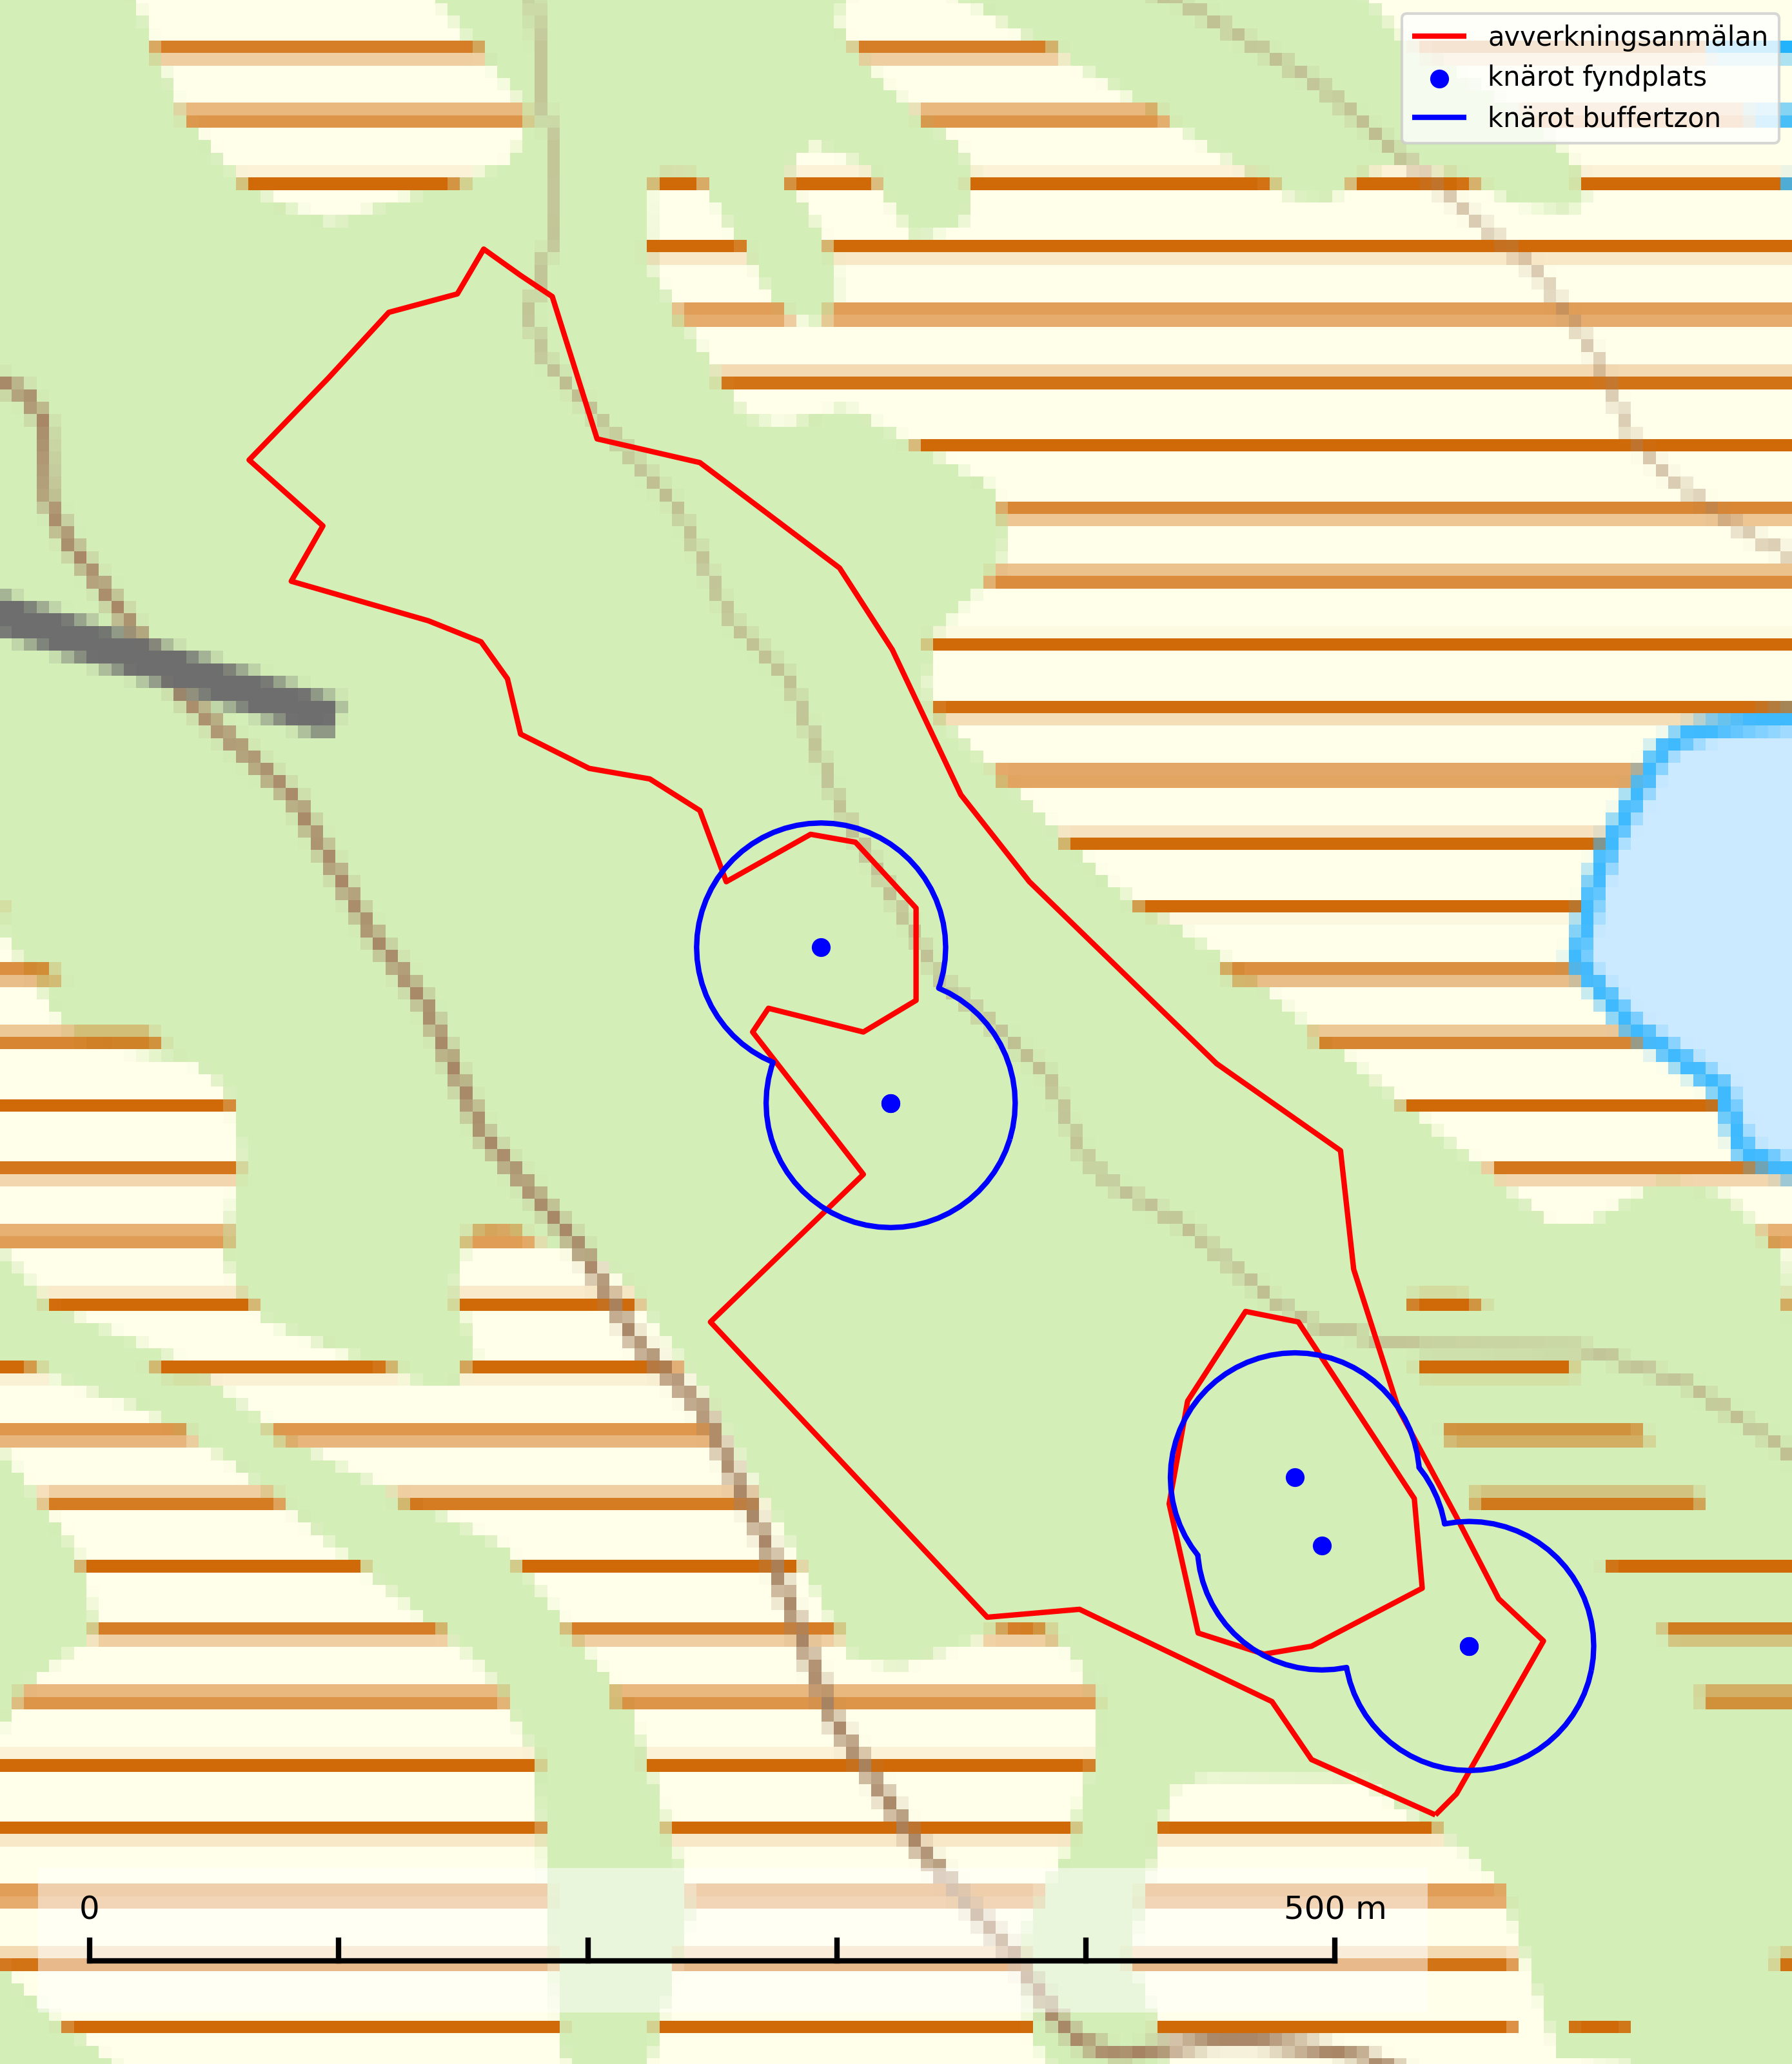 avverkningsanmälan
knärot fyndplats
knärot buffertzon
0
500 m